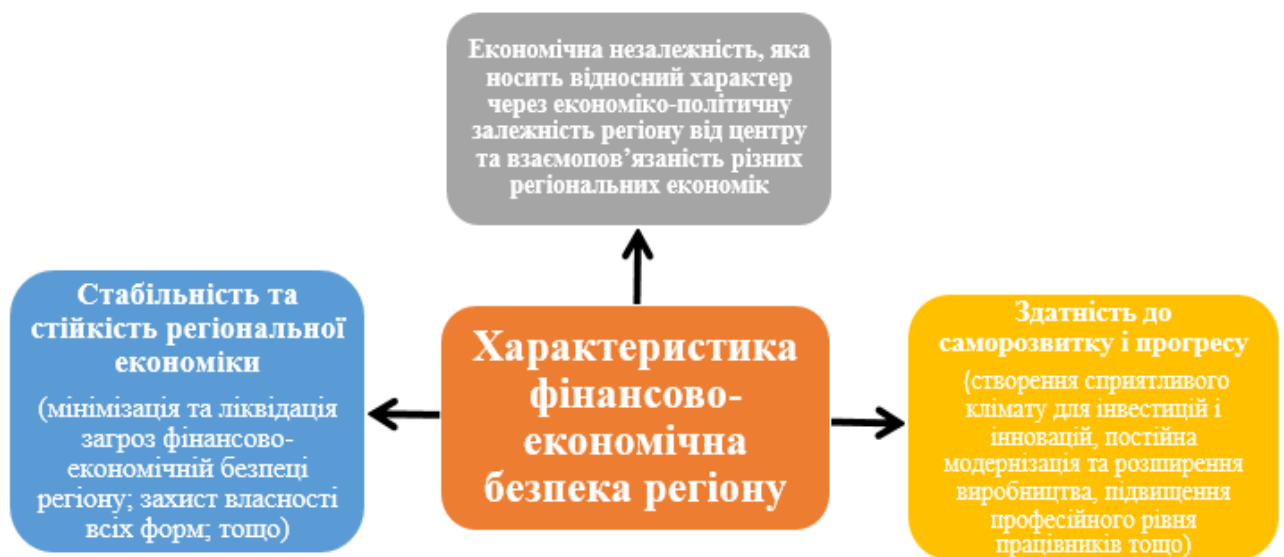 Економічна незалежність, яка
носить відносний характер
через економіко-політичну
залежність регіону від центру
та взаємопов’язаність різних
регіональних економік
Стабільність та
стійкість регіональної
економіки
(мінімізація та ліквідація
загроз фінансово-
економічній безпеці
регіону; захист власності
всіх форм; тощо)
Характеристика
фінансово-
економічна
безпека регіону
Здатність до
саморозвитку і прогресу
(створення сприятливого
клімату для інвестицій і
інновацій, постійна
модернізація та розширення
виробництва, підвищення
професійного рівня
працівників тощо)